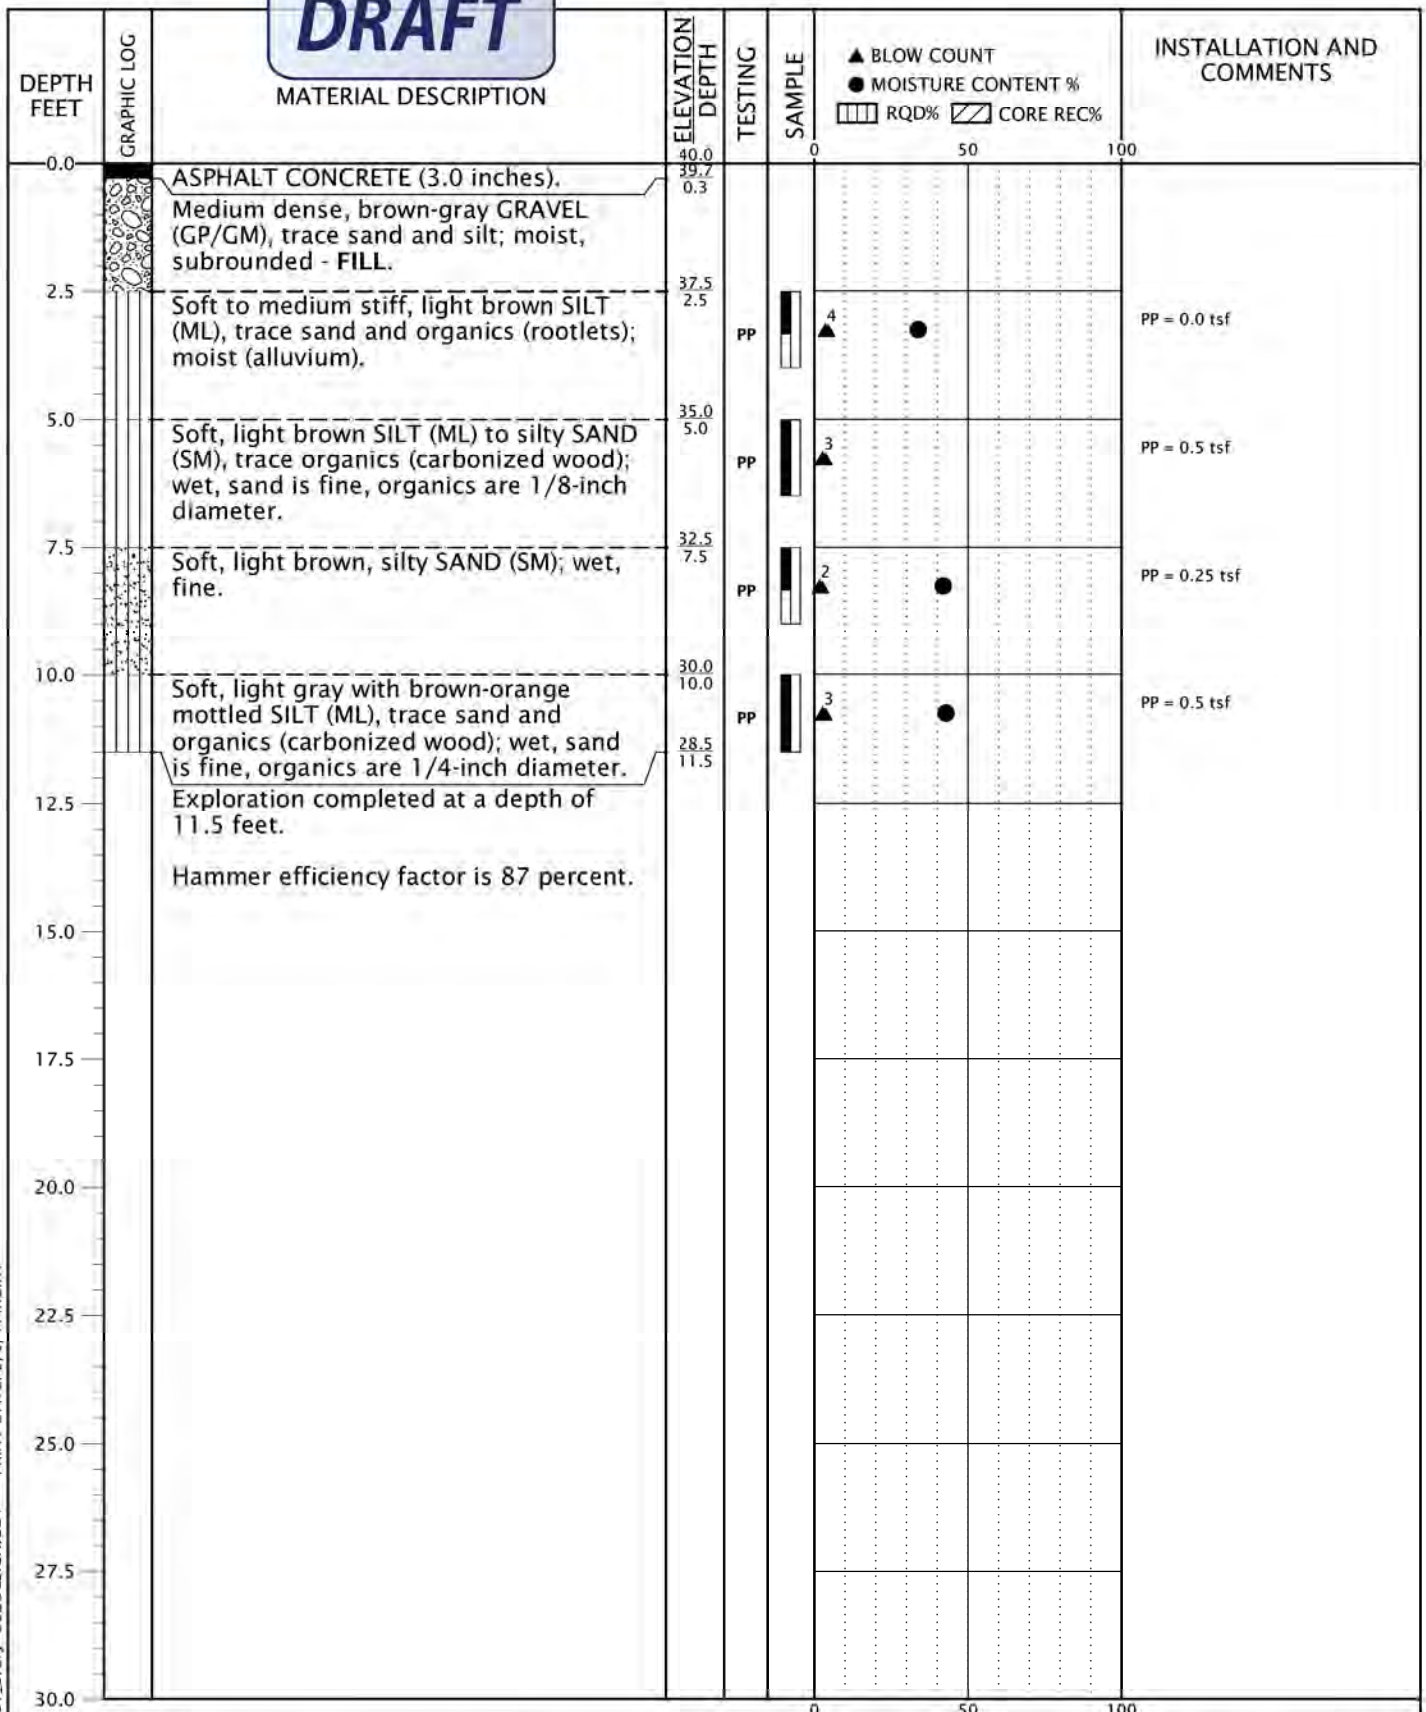 DRAFT
DEPTH
FEET
GRAPHIC LOG
MATERIAL DESCRIPTION
ELEVATION
DEPTH
TESTING
SAMPLE
▲ BLOW COUNT
● MOISTURE CONTENT %
RQD% CORE REC%
INSTALLATION AND
COMMENTS
0 50 100
0.0
40.0
39.7
0.3
ASPHALT CONCRETE (3.0 inches).
Medium dense, brown-gray GRAVEL
(GP/GM), trace sand and silt; moist,
subrounded - FILL.
2.5
37.5
2.5
Soft to medium stiff, light brown SILT
(ML), trace sand and organics (rootlets);
moist (alluvium).
PP
4
PP = 0.0 tsf
5.0
35.0
5.0
Soft, light brown SILT (ML) to silty SAND
(SM), trace organics (carbonized wood);
wet, sand is fine, organics are 1/8-inch
diameter.
PP
3
PP = 0.5 tsf
7.5
32.5
7.5
Soft, light brown, silty SAND (SM); wet,
fine.
PP
2
PP = 0.25 tsf
10.0
30.0
10.0
Soft, light gray with brown-orange
mottled SILT (ML), trace sand and
organics (carbonized wood); wet, sand
is fine, organics are 1/4-inch diameter.
PP
3
PP = 0.5 tsf
28.5
11.5
12.5
Exploration completed at a depth of
11.5 feet.
Hammer efficiency factor is 87 percent.
15.0
17.5
20.0
22.5
25.0
27.5
30.0
0 50 100